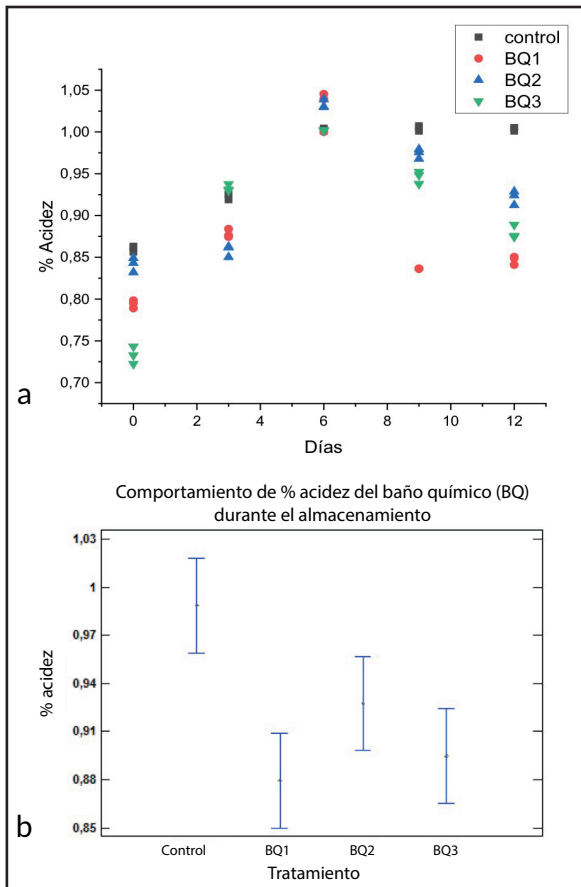 control
BQ1
BQ2
BQ3
1,05
1,00
0,95
0,90
0,85
0,80
0,75
0,70
% Acidez
0 2 4 6 8 10 12
Días
a
Comportamiento de % acidez del baño químico (BQ)
durante el almacenamiento
1,03
1
0,97
0,94
0,91
0,88
0,85
% acidez
Control BQ1 BQ2 BQ3
Tratamiento
b